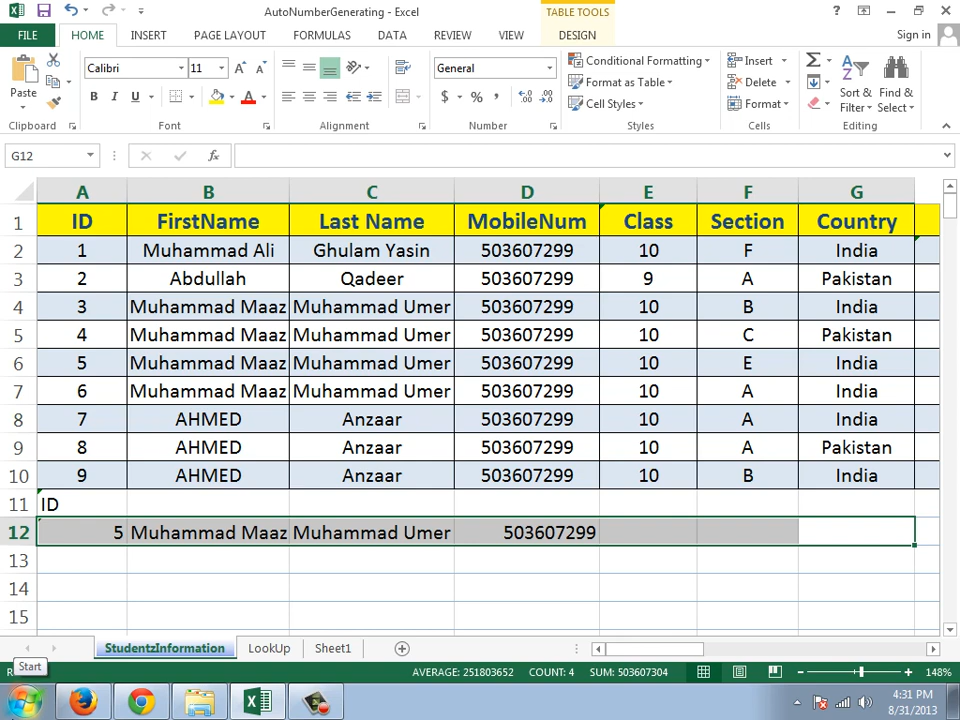 AutoNumberGenerating - Excel
TABLE TOOLS
FILE HOME INSERT PAGE LAYOUT FORMULAS DATA REVIEW VIEW DESIGN Sign in
Paste
Calibri 11
B I U
General
$ % ,
Conditional Formatting
Format as Table
Cell Styles
Insert
Delete
Format
Sort & Filter
Find & Select
Clipboard Font Alignment Number Styles Cells Editing
G12
fx
A B C D E F G
1 ID FirstName Last Name MobileNum Class Section Country
2 1 Muhammad Ali Ghulam Yasin 503607299 10 F India
3 2 Abdullah Qadeer 503607299 9 A Pakistan
4 3 Muhammad Maaz Muhammad Umer 503607299 10 B India
5 4 Muhammad Maaz Muhammad Umer 503607299 10 C Pakistan
6 5 Muhammad Maaz Muhammad Umer 503607299 10 E India
7 6 Muhammad Maaz Muhammad Umer 503607299 10 A India
8 7 AHMED Anzaar 503607299 10 A India
9 8 AHMED Anzaar 503607299 10 A Pakistan
10 9 AHMED Anzaar 503607299 10 B India
11 ID
12 5 Muhammad Maaz Muhammad Umer 503607299
13
14
15
StudentzInformation LookUp Sheet1
Start
AVERAGE: 251803652 COUNT: 4 SUM: 503607304 148%
4:31 PM
8/31/2013